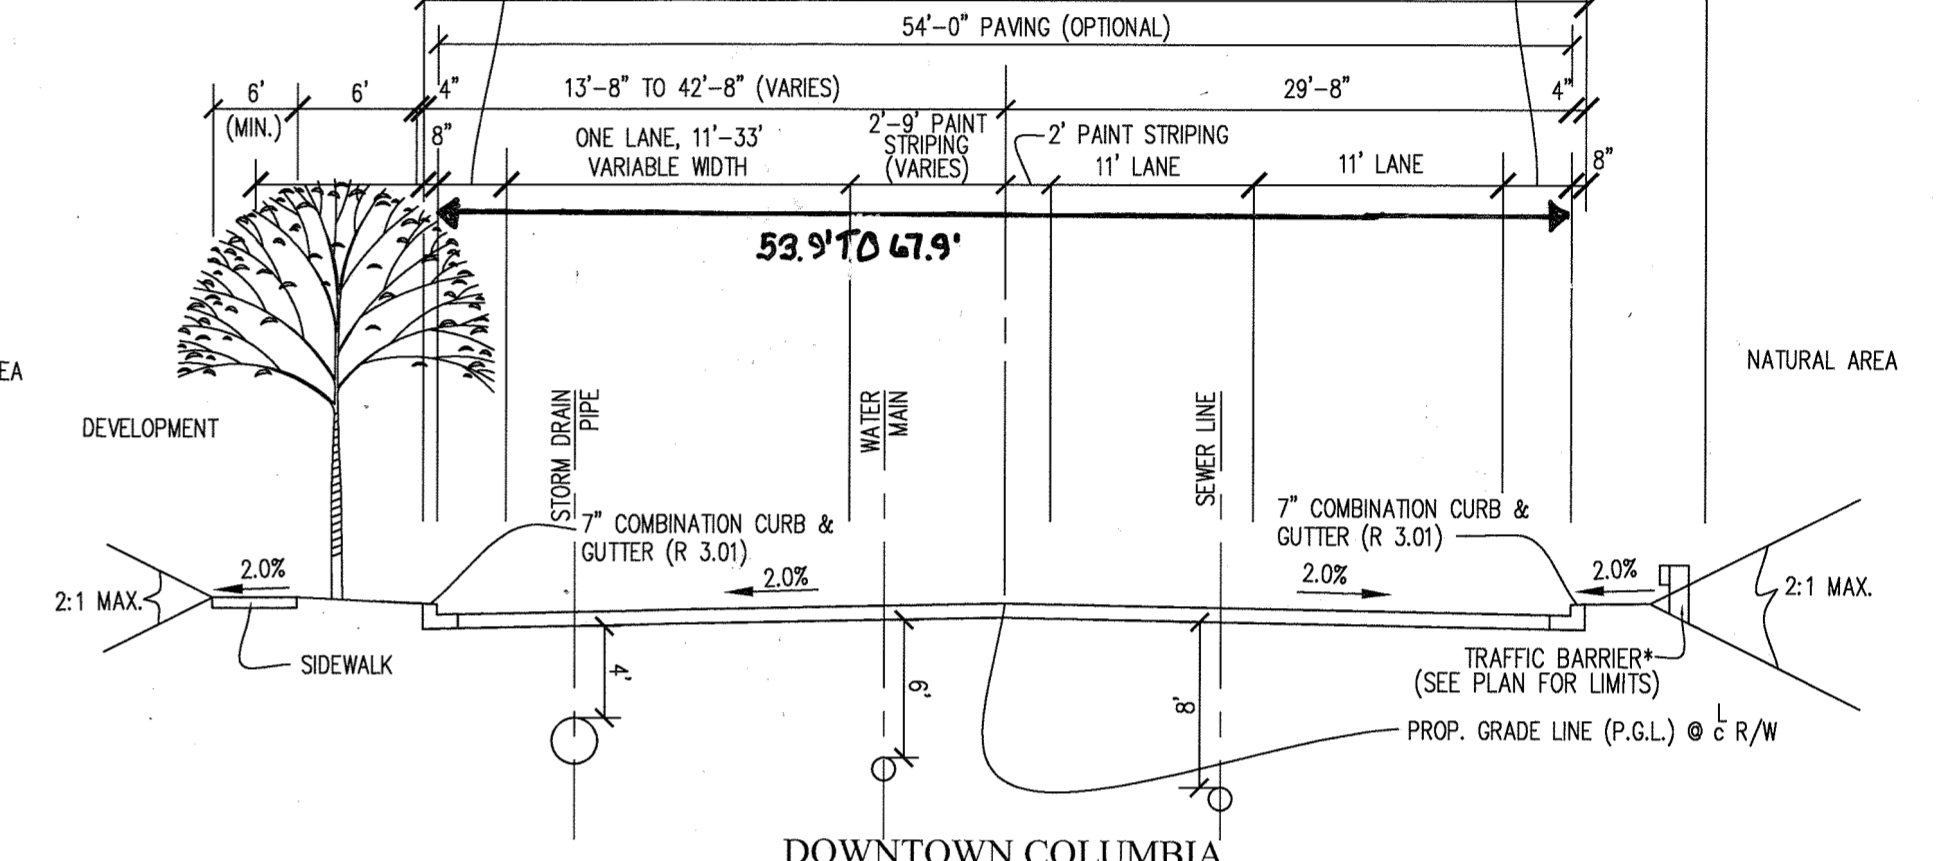 54'-0" PAVING (OPTIONAL)
6'
6'
4"
13'-8" TO 42'-8" (VARIES)
29'-8"
4"
(MIN.)
8"
ONE LANE, 11'-33'
VARIABLE WIDTH
2'-9' PAINT
STRIPING
(VARIES)
2' PAINT STRIPING
11' LANE
11' LANE
8"
53.9' TO 67.9'
EA
DEVELOPMENT
NATURAL AREA
STORM DRAIN
PIPE
WATER
MAIN
SEWER LINE
7" COMBINATION CURB &
GUTTER (R 3.01)
7" COMBINATION CURB &
GUTTER (R 3.01)
2:1 MAX.
2.0%
2.0%
2.0%
2.0%
2:1 MAX.
SIDEWALK
4'
6'
8'
TRAFFIC BARRIER*
(SEE PLAN FOR LIMITS)
PROP. GRADE LINE (P.G.L.) @ C L R/W
DOWNTOWN COLUMBIA